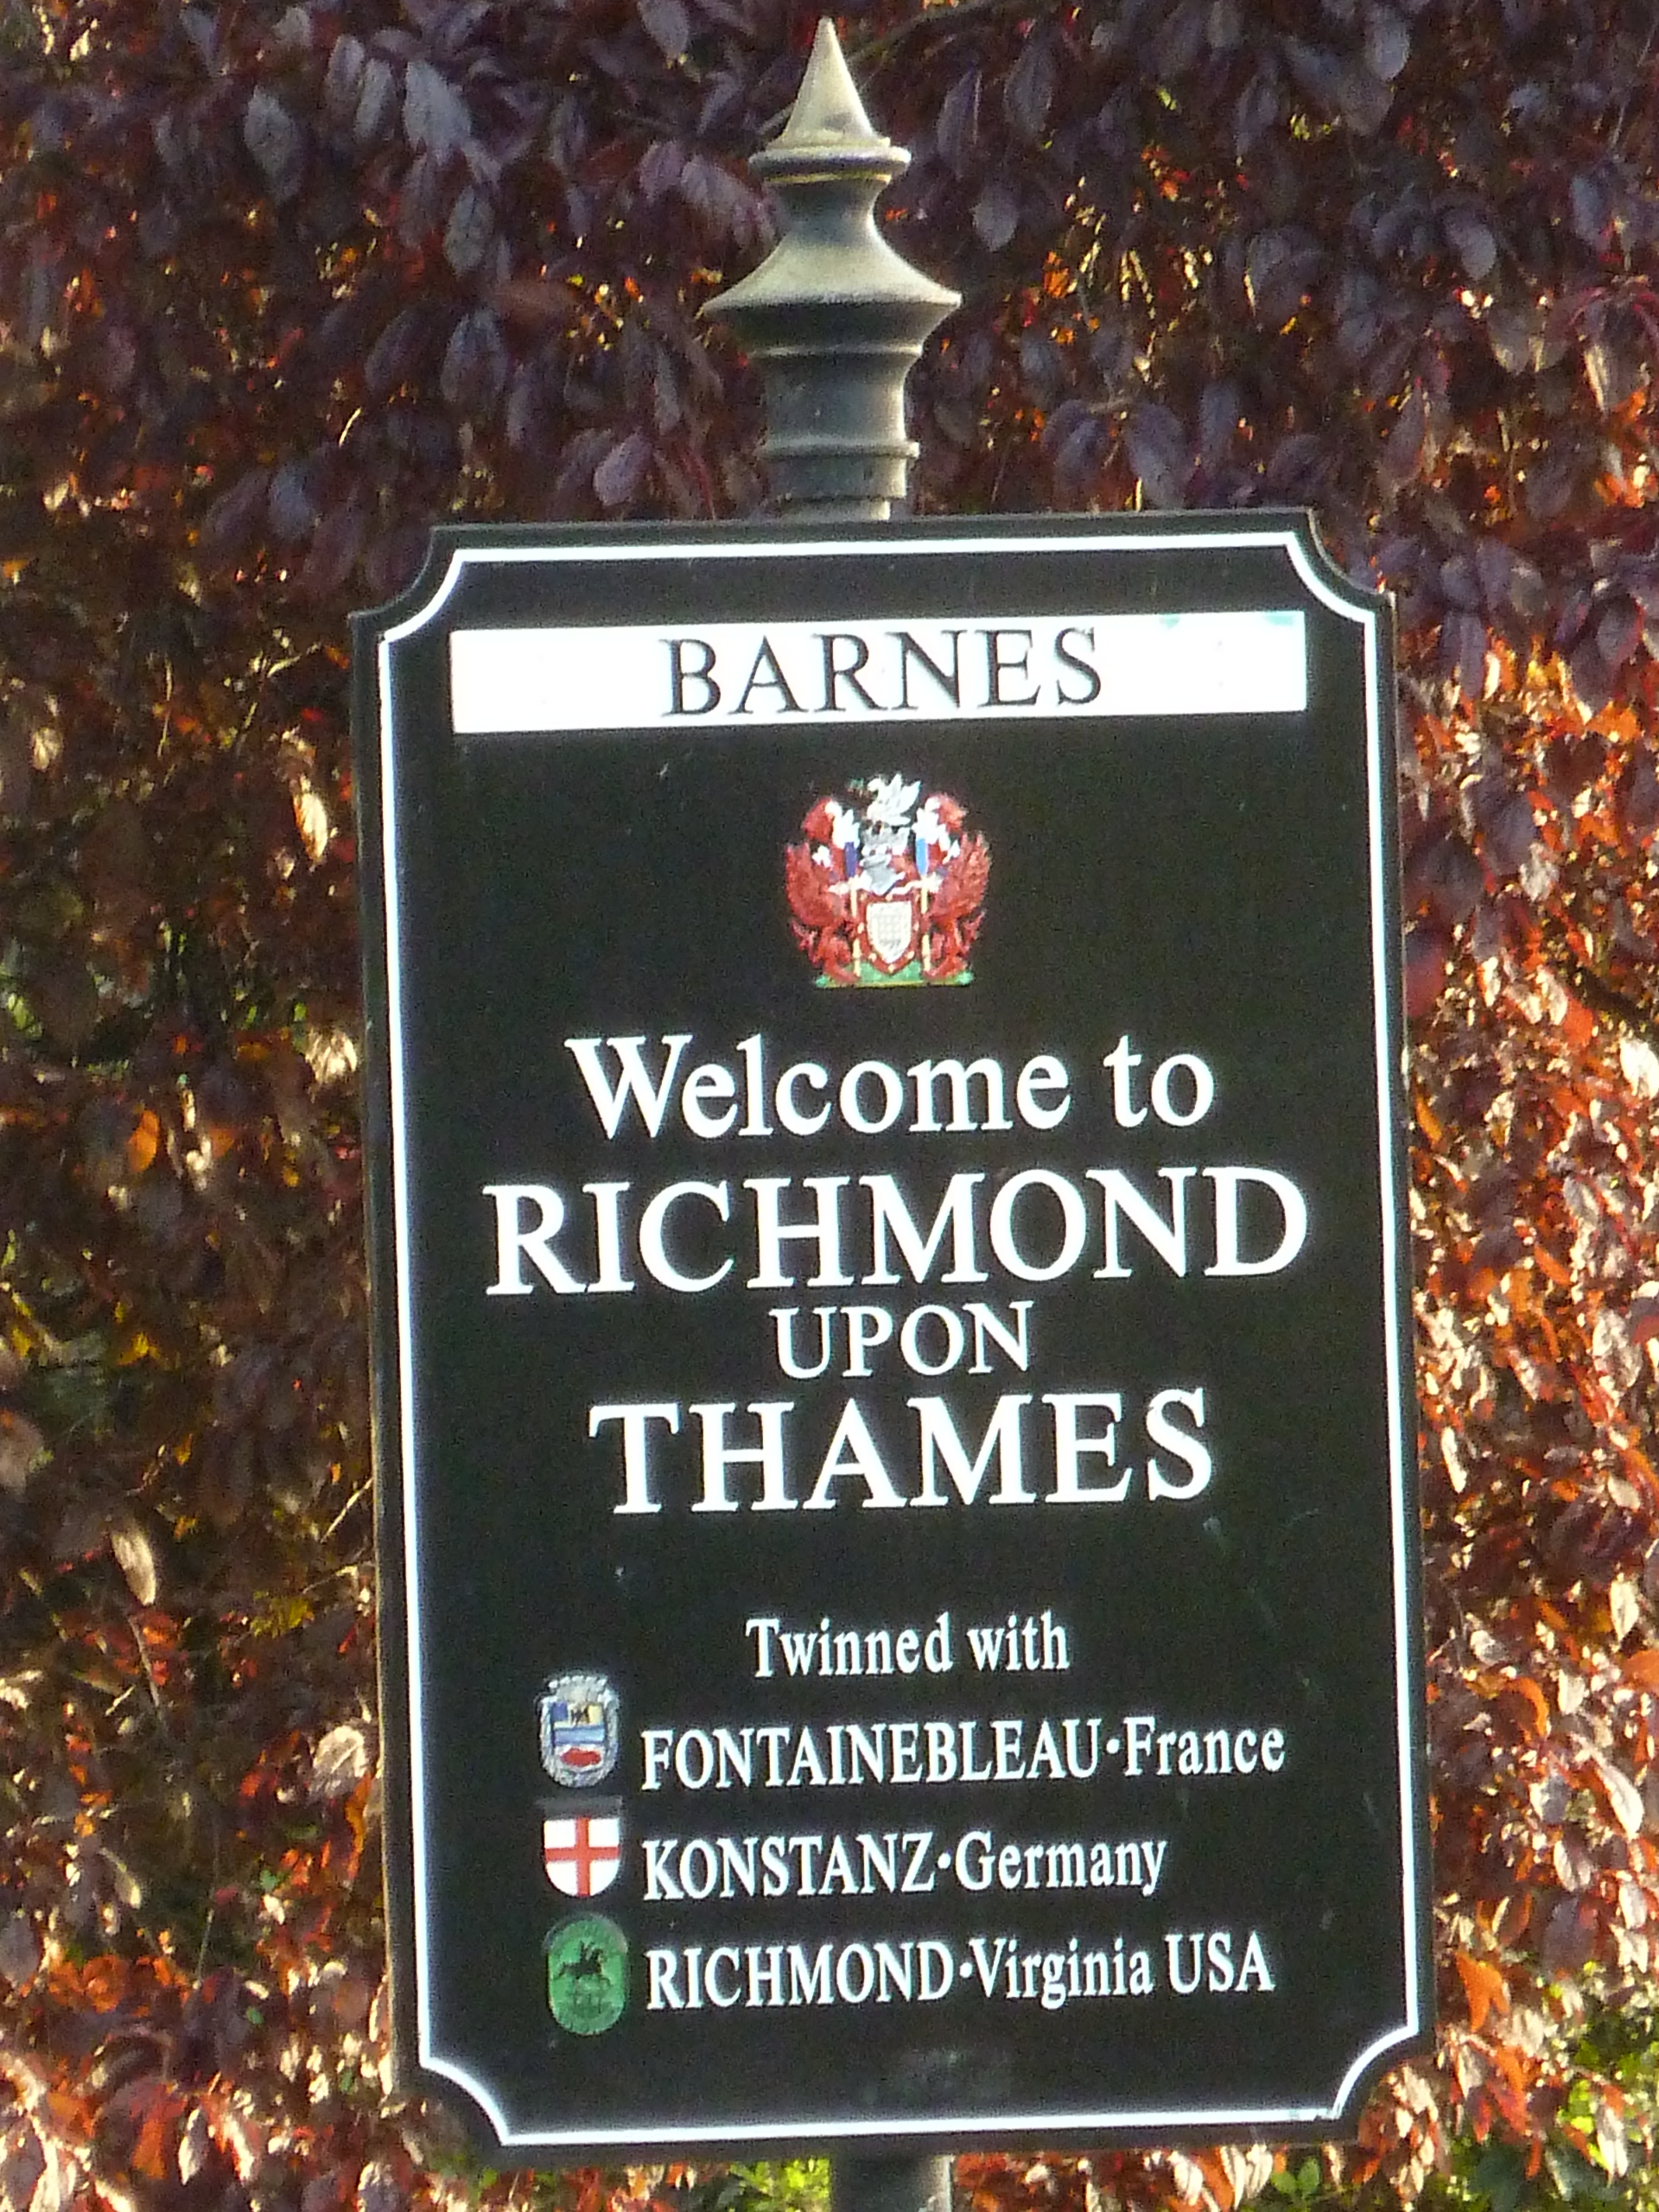 BARNES
Welcome to
RICHMOND
UPON
THAMES
Twinned with
FONTAINEBLEAU•France
KONSTANZ•Germany
RICHMOND•Virginia USA